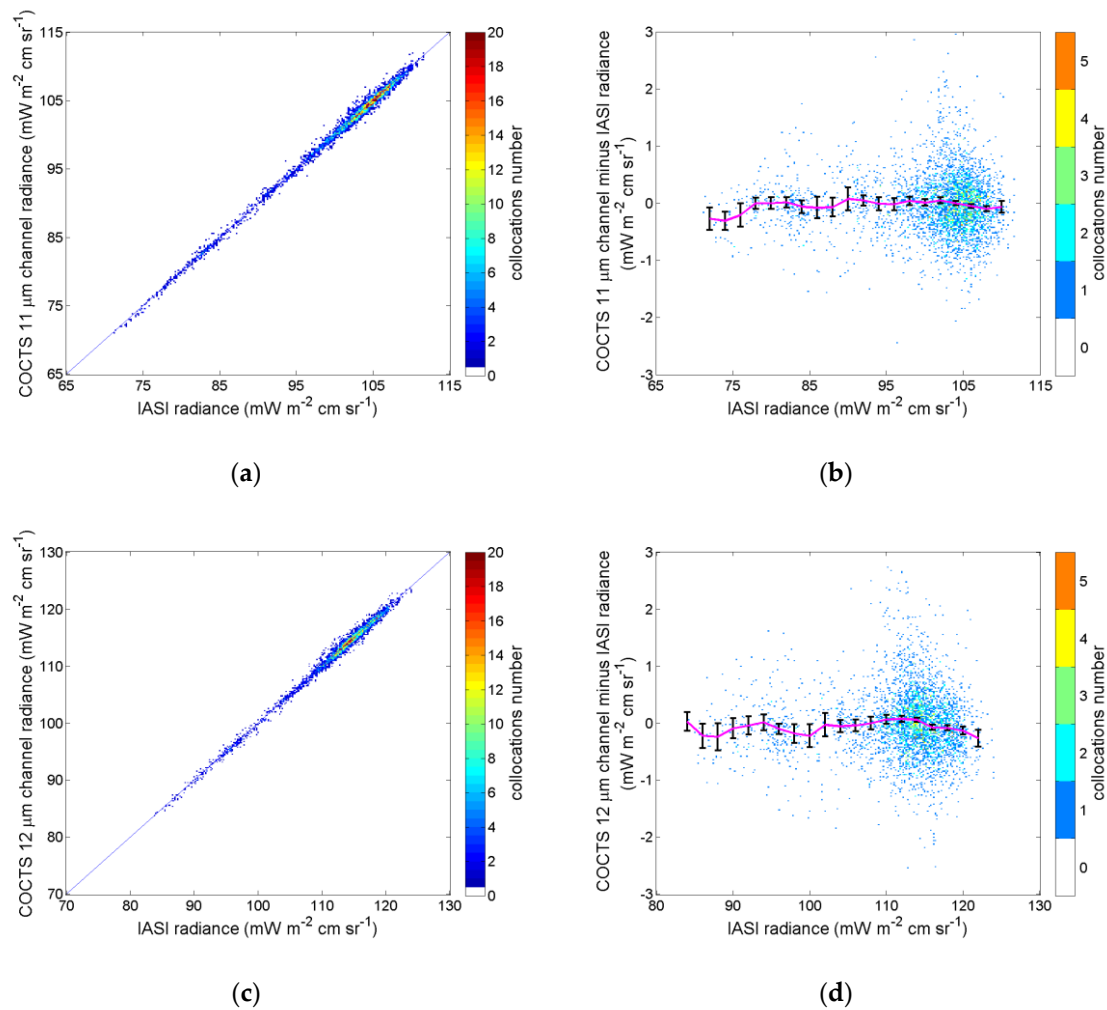 COCTS 11 μm channel radiance (mW m-2 cm sr-1)
115
105
95
85
75
65
65 75 85 95 105 115
IASI radiance (mW m-2 cm sr-1)
20
18
16
14
12
10
8
6
4
2
0
collocations number
(a)
COCTS 11 μm channel minus IASI radiance
(mW m-2 cm sr-1)
3
2
1
0
-1
-2
-3
65 75 85 95 105 115
IASI radiance (mW m-2 cm sr-1)
5
4
3
2
1
0
collocations number
(b)
COCTS 12 μm channel radiance (mW m-2 cm sr-1)
130
120
110
100
90
80
70
70 80 90 100 110 120 130
IASI radiance (mW m-2 cm sr-1)
20
18
16
14
12
10
8
6
4
2
0
collocations number
(c)
COCTS 12 μm channel minus IASI radiance
(mW m-2 cm sr-1)
3
2
1
0
-1
-2
-3
80 90 100 110 120 130
IASI radiance (mW m-2 cm sr-1)
5
4
3
2
1
0
collocations number
(d)